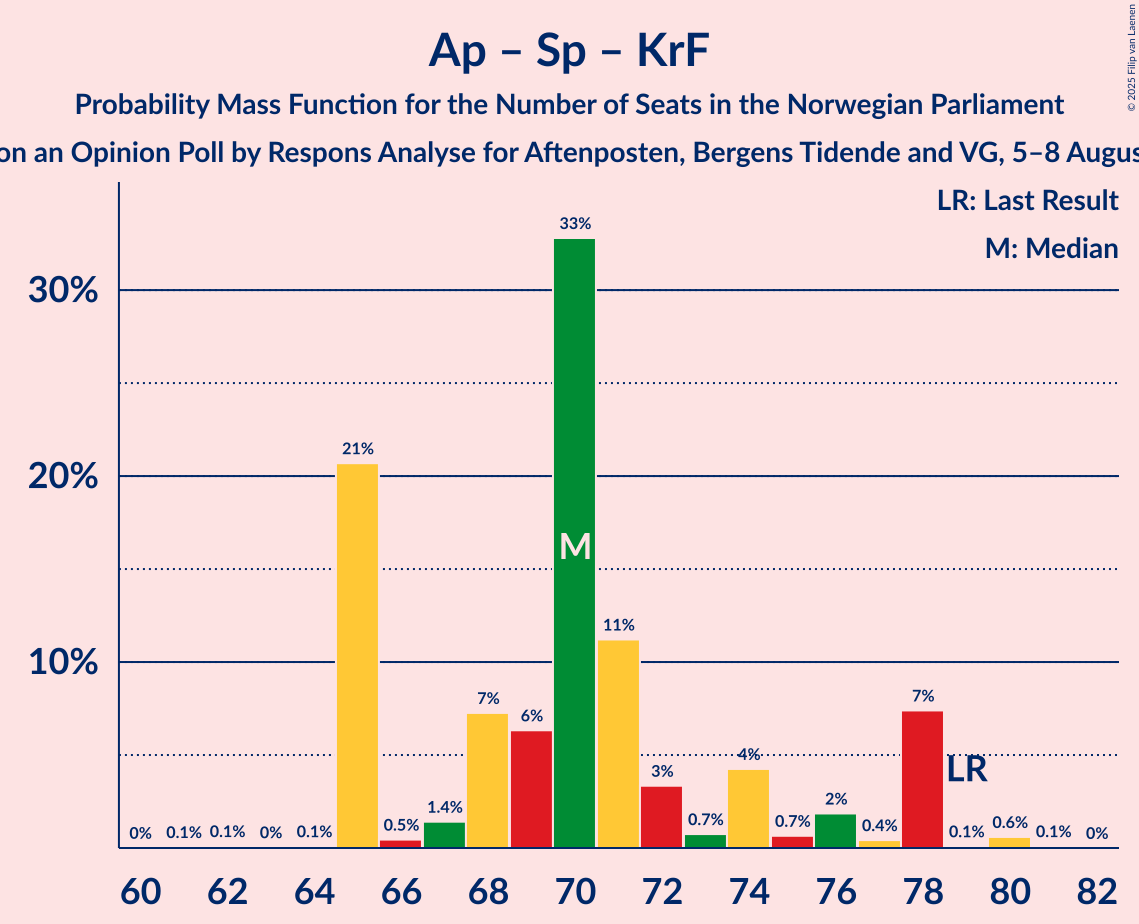 Ap – Sp – KrF
Probability Mass Function for the Number of Seats in the Norwegian Parliament
on an Opinion Poll by Respons Analyse for Aftenposten, Bergens Tidende and VG, 5–8 Augus
© 2025 Filip van Laenen
LR: Last Result
M: Median
30%
20%
10%
0%
0.1%
0.1%
0%
0.1%
21%
0.5%
1.4%
7%
6%
33%
11%
3%
0.7%
4%
0.7%
2%
0.4%
7%
0.1%
0.6%
0.1%
0%
M
LR
60 62 64 66 68 70 72 74 76 78 80 82